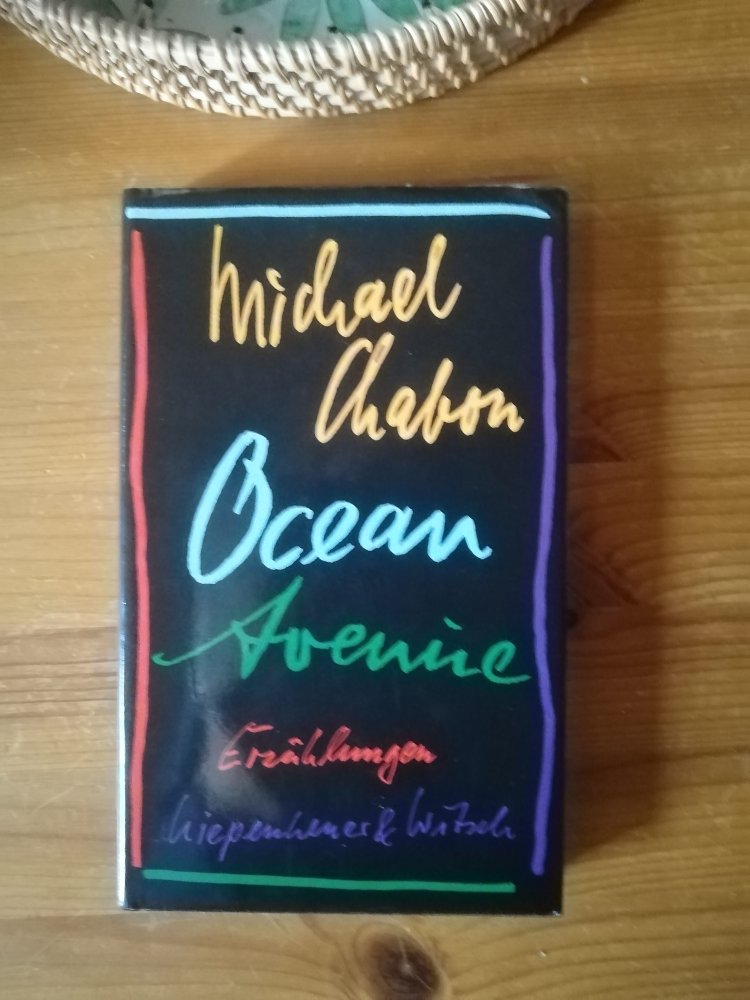 Michael
Chabon
Ocean
Avenue
Erzählungen
Kiepenheuer & Witsch